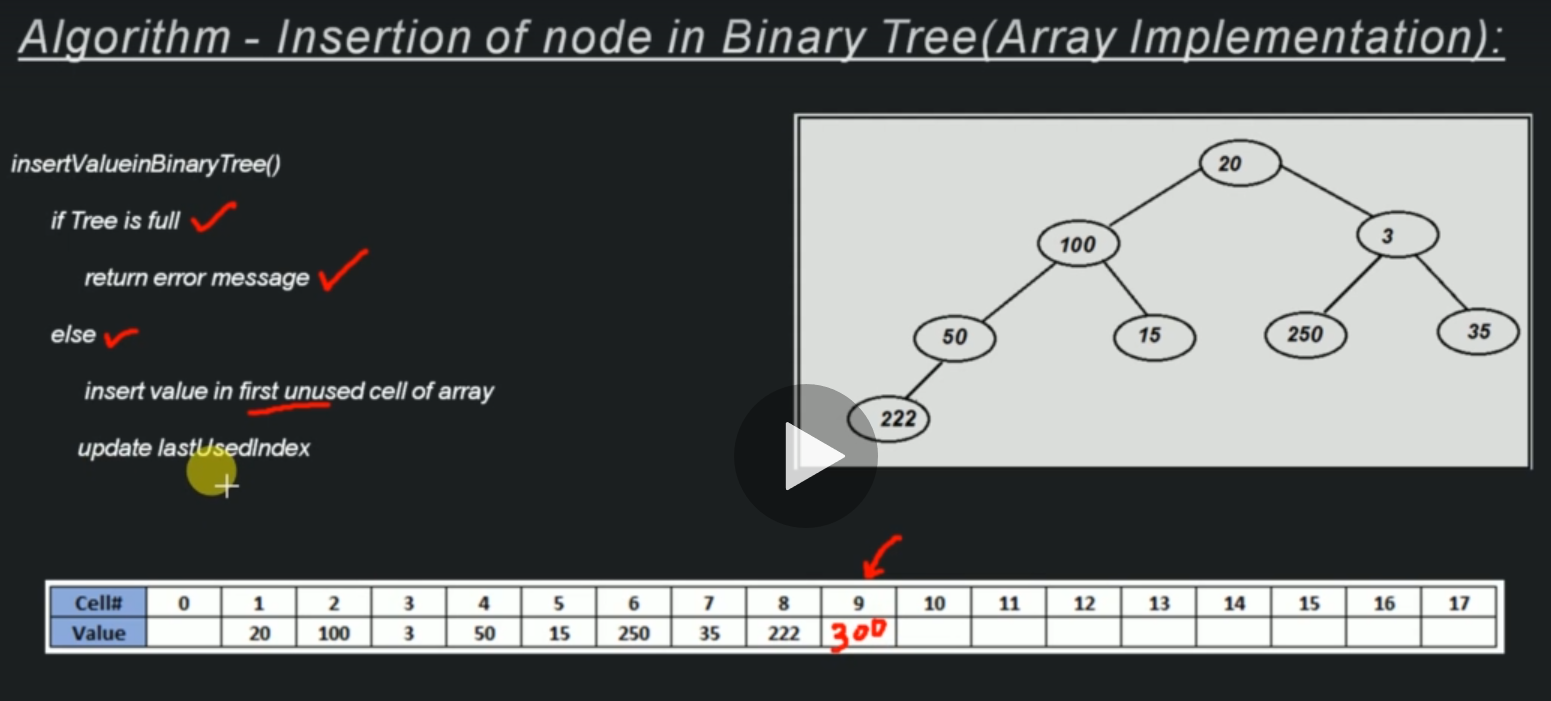 Algorithm - Insertion of node in Binary Tree(Array Implementation):
insertValueinBinaryTree()
if Tree is full
return error message
else
insert value in first unused cell of array
update lastUsedIndex
20
100
3
50
15
250
35
222
Cell# 0 1 2 3 4 5 6 7 8 9 10 11 12 13 14 15 16 17
Value 20 100 3 50 15 250 35 222 300